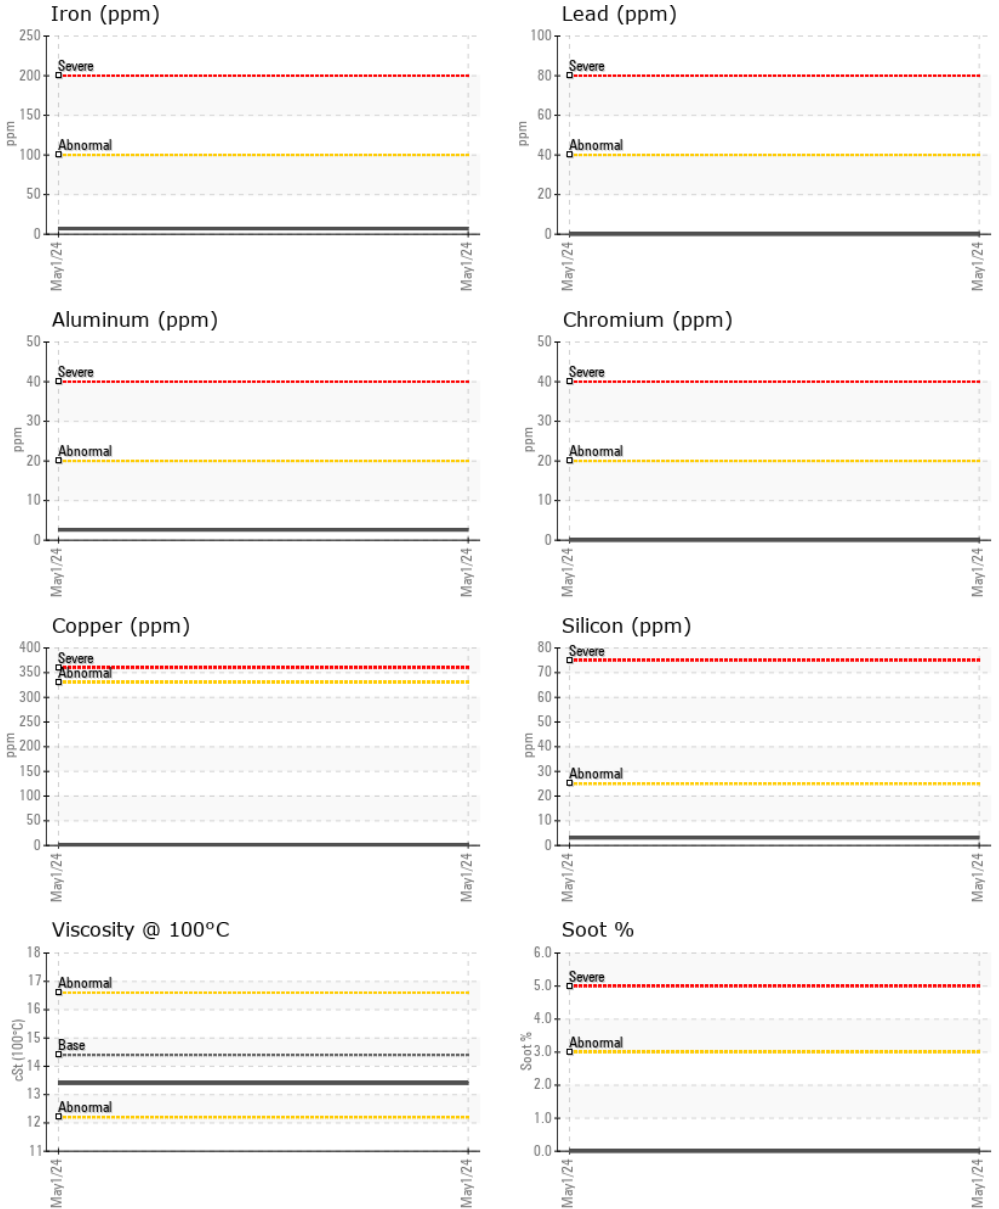 Iron (ppm)
250
200
150
100
50
0
ppm
Severe
Abnormal
May1/24
May1/24
Lead (ppm)
100
80
60
40
20
0
ppm
Severe
Abnormal
May1/24
May1/24
Aluminum (ppm)
50
40
30
20
10
0
ppm
Severe
Abnormal
May1/24
May1/24
Chromium (ppm)
50
40
30
20
10
0
ppm
Severe
Abnormal
May1/24
May1/24
Copper (ppm)
400
350
300
250
200
150
100
50
0
ppm
Severe
Abnormal
May1/24
May1/24
Silicon (ppm)
80
70
60
50
40
30
20
10
0
ppm
Severe
Abnormal
May1/24
May1/24
Viscosity @ 100°C
18
17
16
15
14
13
12
11
cSt (100°C)
Abnormal
Base
Abnormal
May1/24
May1/24
Soot %
6.0
5.0
4.0
3.0
2.0
1.0
0.0
Soot %
Severe
Abnormal
May1/24
May1/24